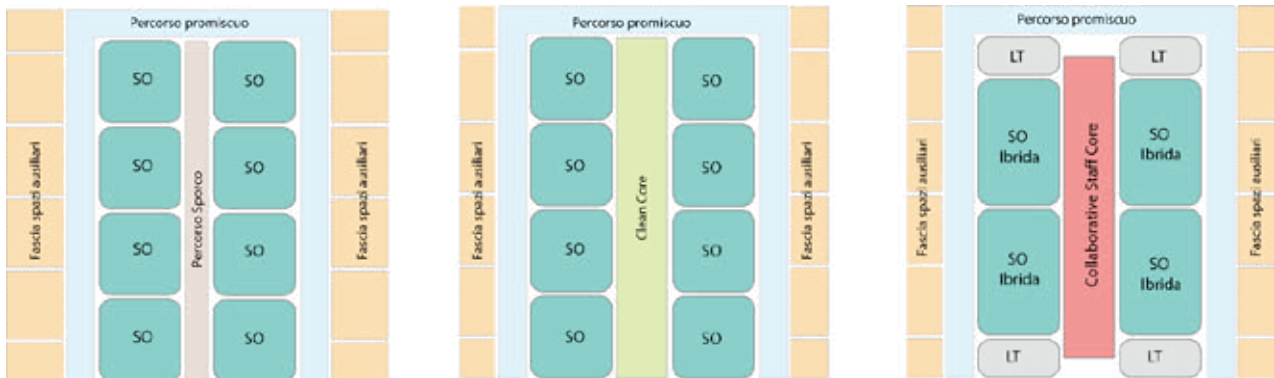 Percorso promiscuo
SO
SO
SO
SO
SO
SO
SO
SO
Percorso Sporco
Fascia spazi ausiliari
Fascia spazi ausiliari
Percorso promiscuo
SO
SO
SO
SO
SO
SO
SO
SO
Clean Core
Fascia spazi ausiliari
Fascia spazi ausiliari
Percorso promiscuo
LT
LT
SO
Ibrida
SO
Ibrida
SO
Ibrida
SO
Ibrida
LT
LT
Collaborative Staff Core
Fascia spazi ausiliari
Fascia spazi ausiliari